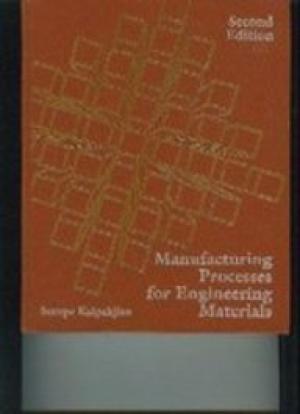 Second
Edition
Manufacturing
Processes
for Engineering
Materials
Serope Kalpakjian